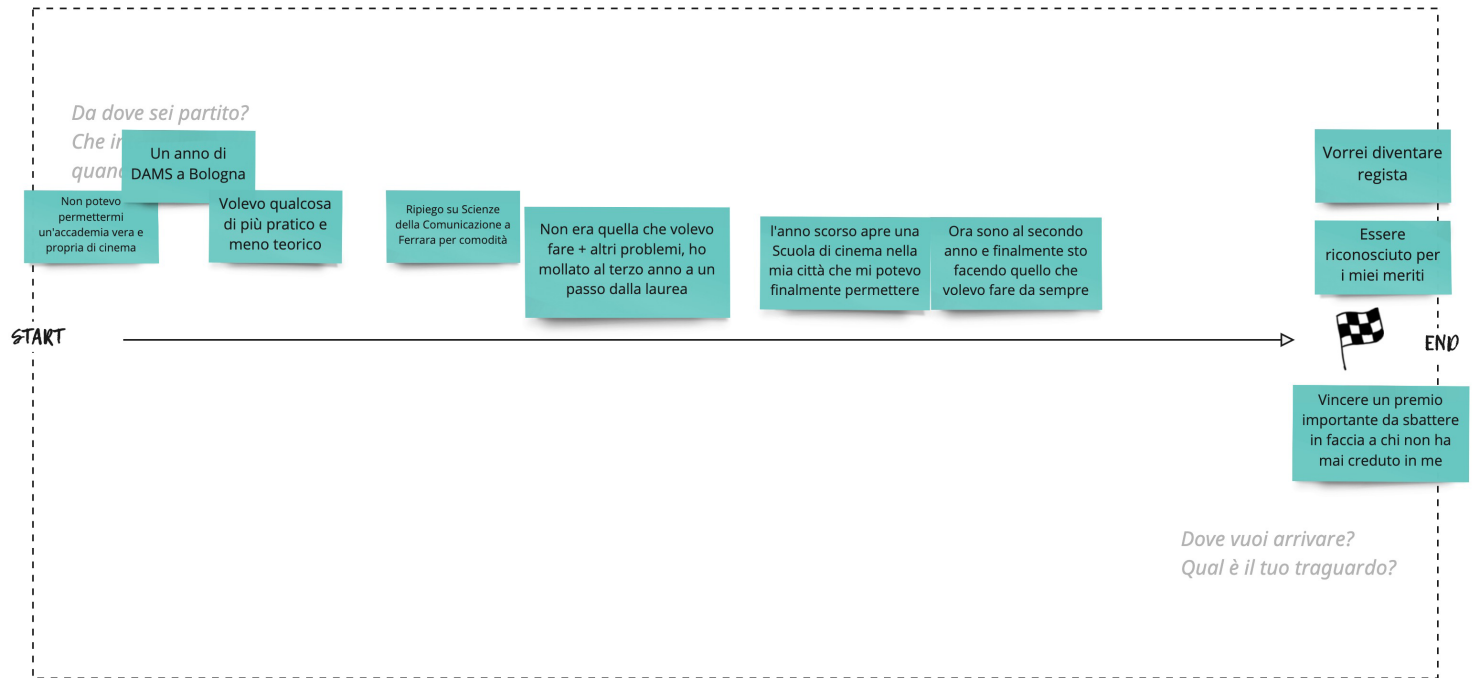 Da dove sei partito?
Che
Un anno di
DAMS a Bologna
Non potevo
permettermi
un'accademia vera e
propria di cinema
Volevo qualcosa
di più pratico e
meno teorico
Ripiego su Scienze
della Comunicazione a
Ferrara per comodità
Non era quella che volevo
fare + altri problemi, ho
mollato al terzo anno a un
passo dalla laurea
l'anno scorso apre una
Scuola di cinema nella
mia città che mi potevo
finalmente permettere
Ora sono al secondo
anno e finalmente sto
facendo quello che
volevo fare da sempre
Vorrei diventare
regista
Essere
riconosciuto per
i miei meriti
START
END
Vincere un premio
importante da sbattere
in faccia a chi non ha
mai creduto in me
Dove vuoi arrivare?
Qual è il tuo traguardo?